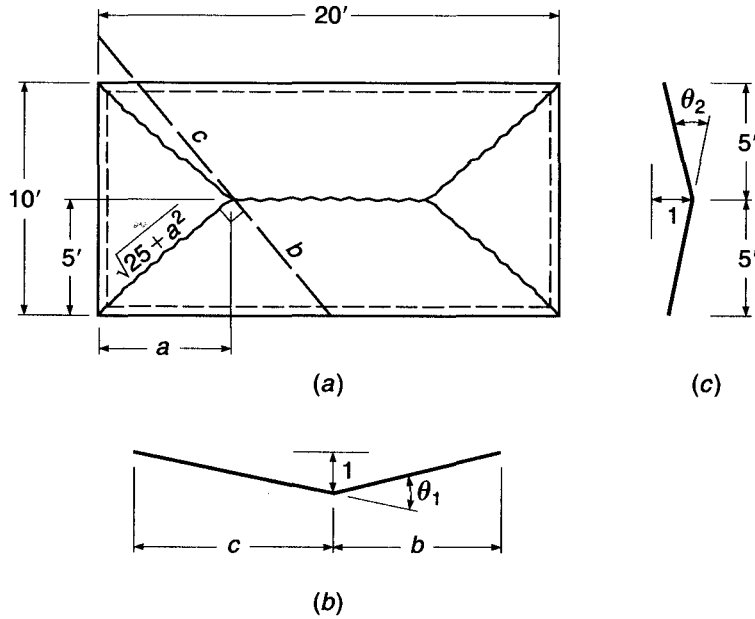 20′
c
b
10′
5′
√25 + a²
a
(a)
θ₂
5′
1
5′
(c)
1
θ₁
c
b
(b)